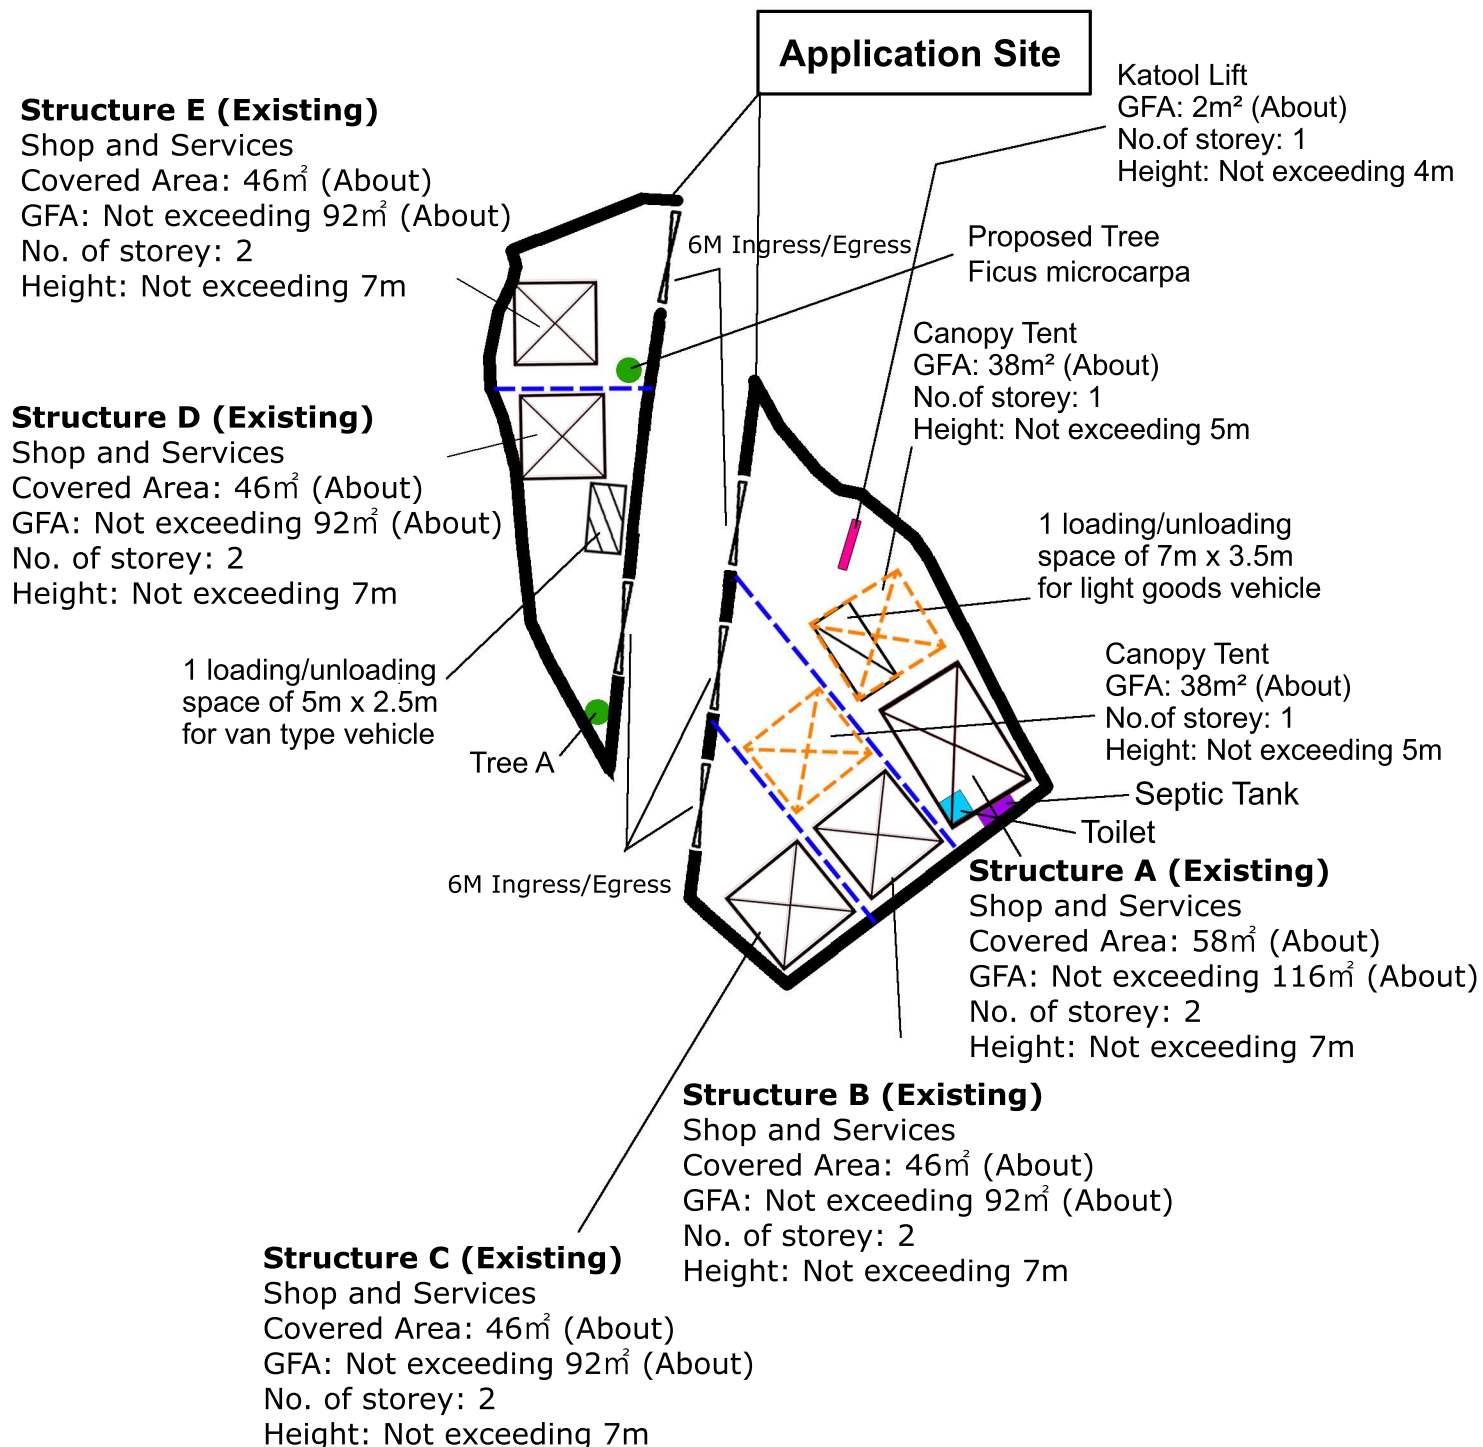 Application Site
Katool Lift
GFA: 2m² (About)
No.of storey: 1
Height: Not exceeding 4m
Structure E (Existing)
Shop and Services
Covered Area: 46㎡ (About)
GFA: Not exceeding 92㎡ (About)
No. of storey: 2
Height: Not exceeding 7m
6M Ingress/Egress
Proposed Tree
Ficus microcarpa
Canopy Tent
GFA: 38m² (About)
No.of storey: 1
Height: Not exceeding 5m
Structure D (Existing)
Shop and Services
Covered Area: 46㎡ (About)
GFA: Not exceeding 92㎡ (About)
No. of storey: 2
Height: Not exceeding 7m
1 loading/unloading
space of 7m x 3.5m
for light goods vehicle
1 loading/unloading
space of 5m x 2.5m
for van type vehicle
Tree A
Canopy Tent
GFA: 38m² (About)
No.of storey: 1
Height: Not exceeding 5m
Septic Tank
Toilet
6M Ingress/Egress
Structure A (Existing)
Shop and Services
Covered Area: 58㎡ (About)
GFA: Not exceeding 116㎡ (About)
No. of storey: 2
Height: Not exceeding 7m
Structure B (Existing)
Shop and Services
Covered Area: 46㎡ (About)
GFA: Not exceeding 92㎡ (About)
No. of storey: 2
Height: Not exceeding 7m
Structure C (Existing)
Shop and Services
Covered Area: 46㎡ (About)
GFA: Not exceeding 92㎡ (About)
No. of storey: 2
Height: Not exceeding 7m